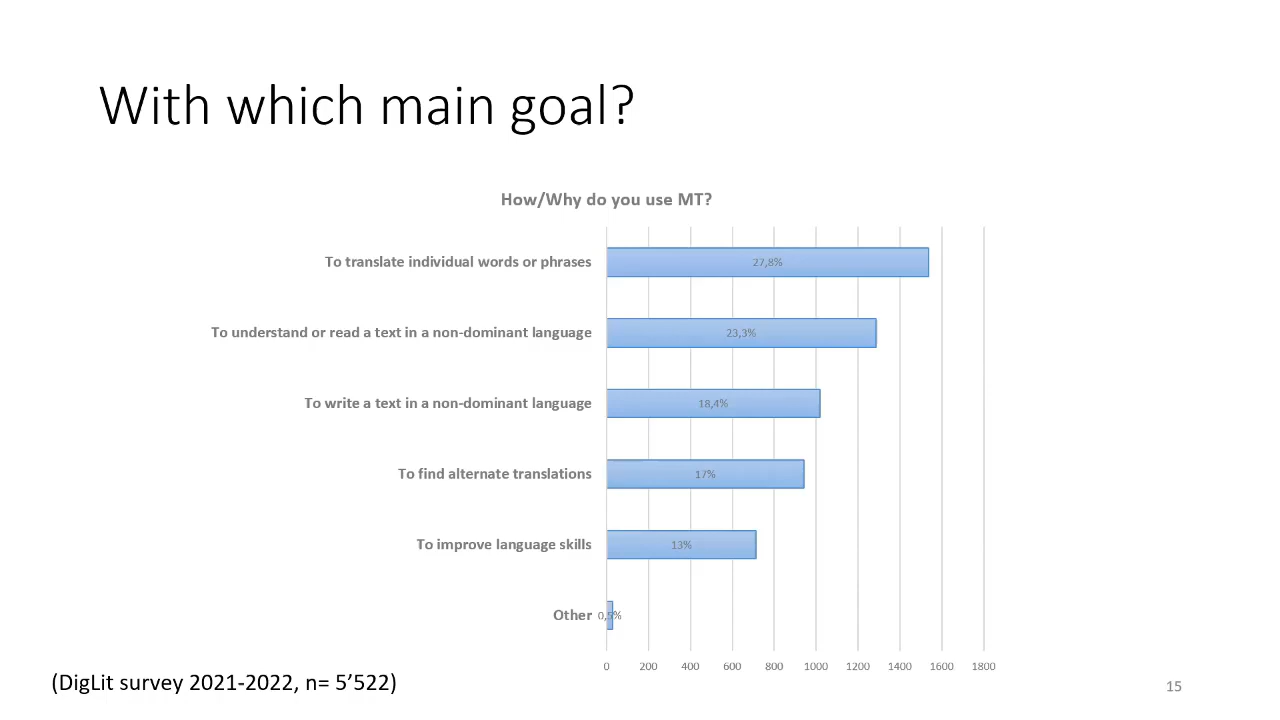 With which main goal?
How/Why do you use MT?
To translate individual words or phrases
27,8%
To understand or read a text in a non-dominant language
23,3%
To write a text in a non-dominant language
18,4%
To find alternate translations
17%
To improve language skills
13%
Other
0,5%
0 200 400 600 800 1000 1200 1400 1600 1800
(DigLit survey 2021-2022, n= 5’522)
15